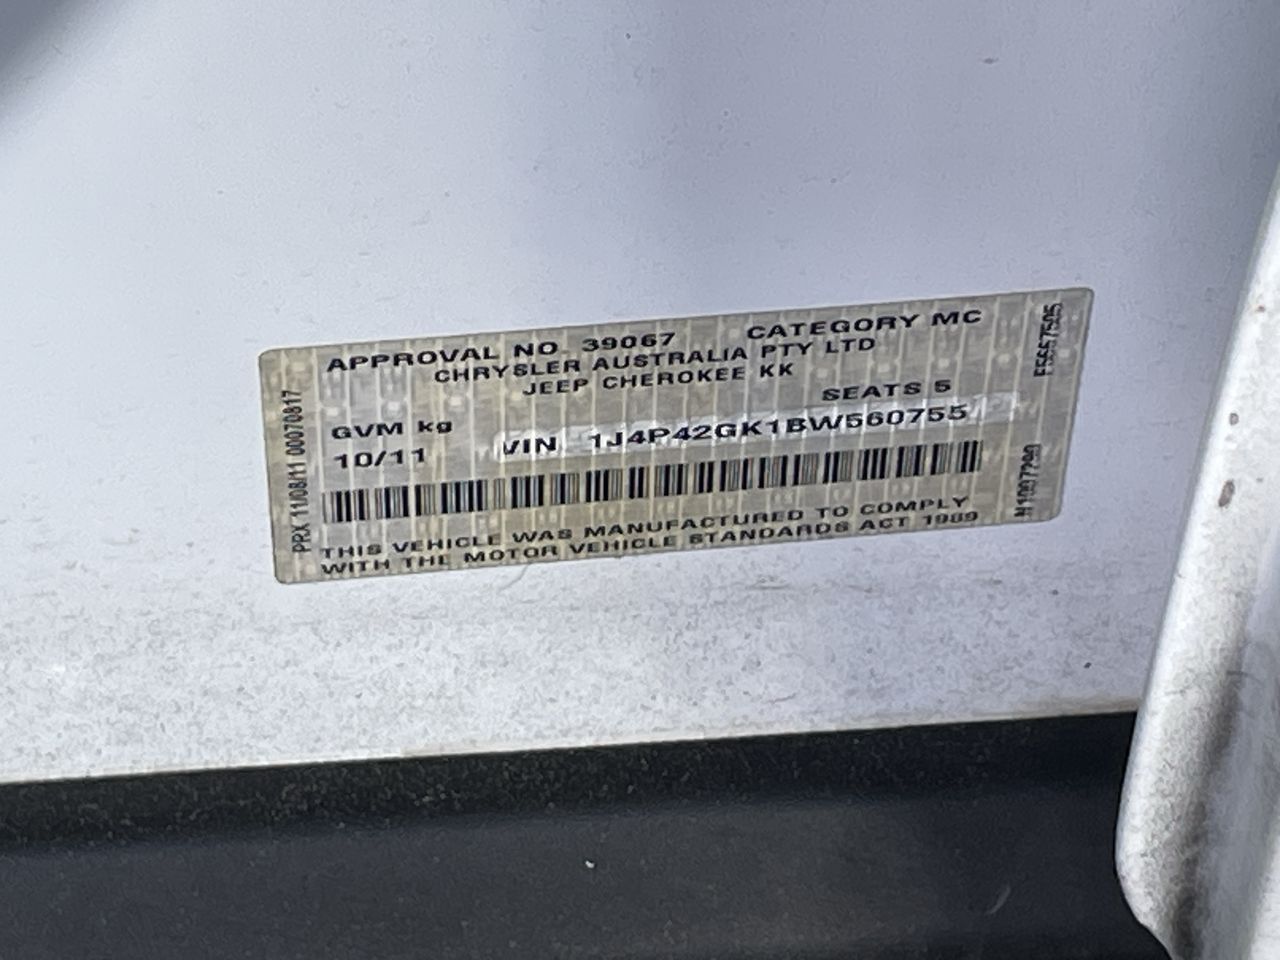 APPROVAL NO 39067 CATEGORY MC
CHRYSLER AUSTRALIA PTY LTD
JEEP CHEROKEE KK
SEATS 5
GVM kg
10/11 VIN 1J4P42GK1BW560755
THIS VEHICLE WAS MANUFACTURED TO COMPLY
WITH THE MOTOR VEHICLE STANDARDS ACT 1989
PRX 11/08/11 00070817